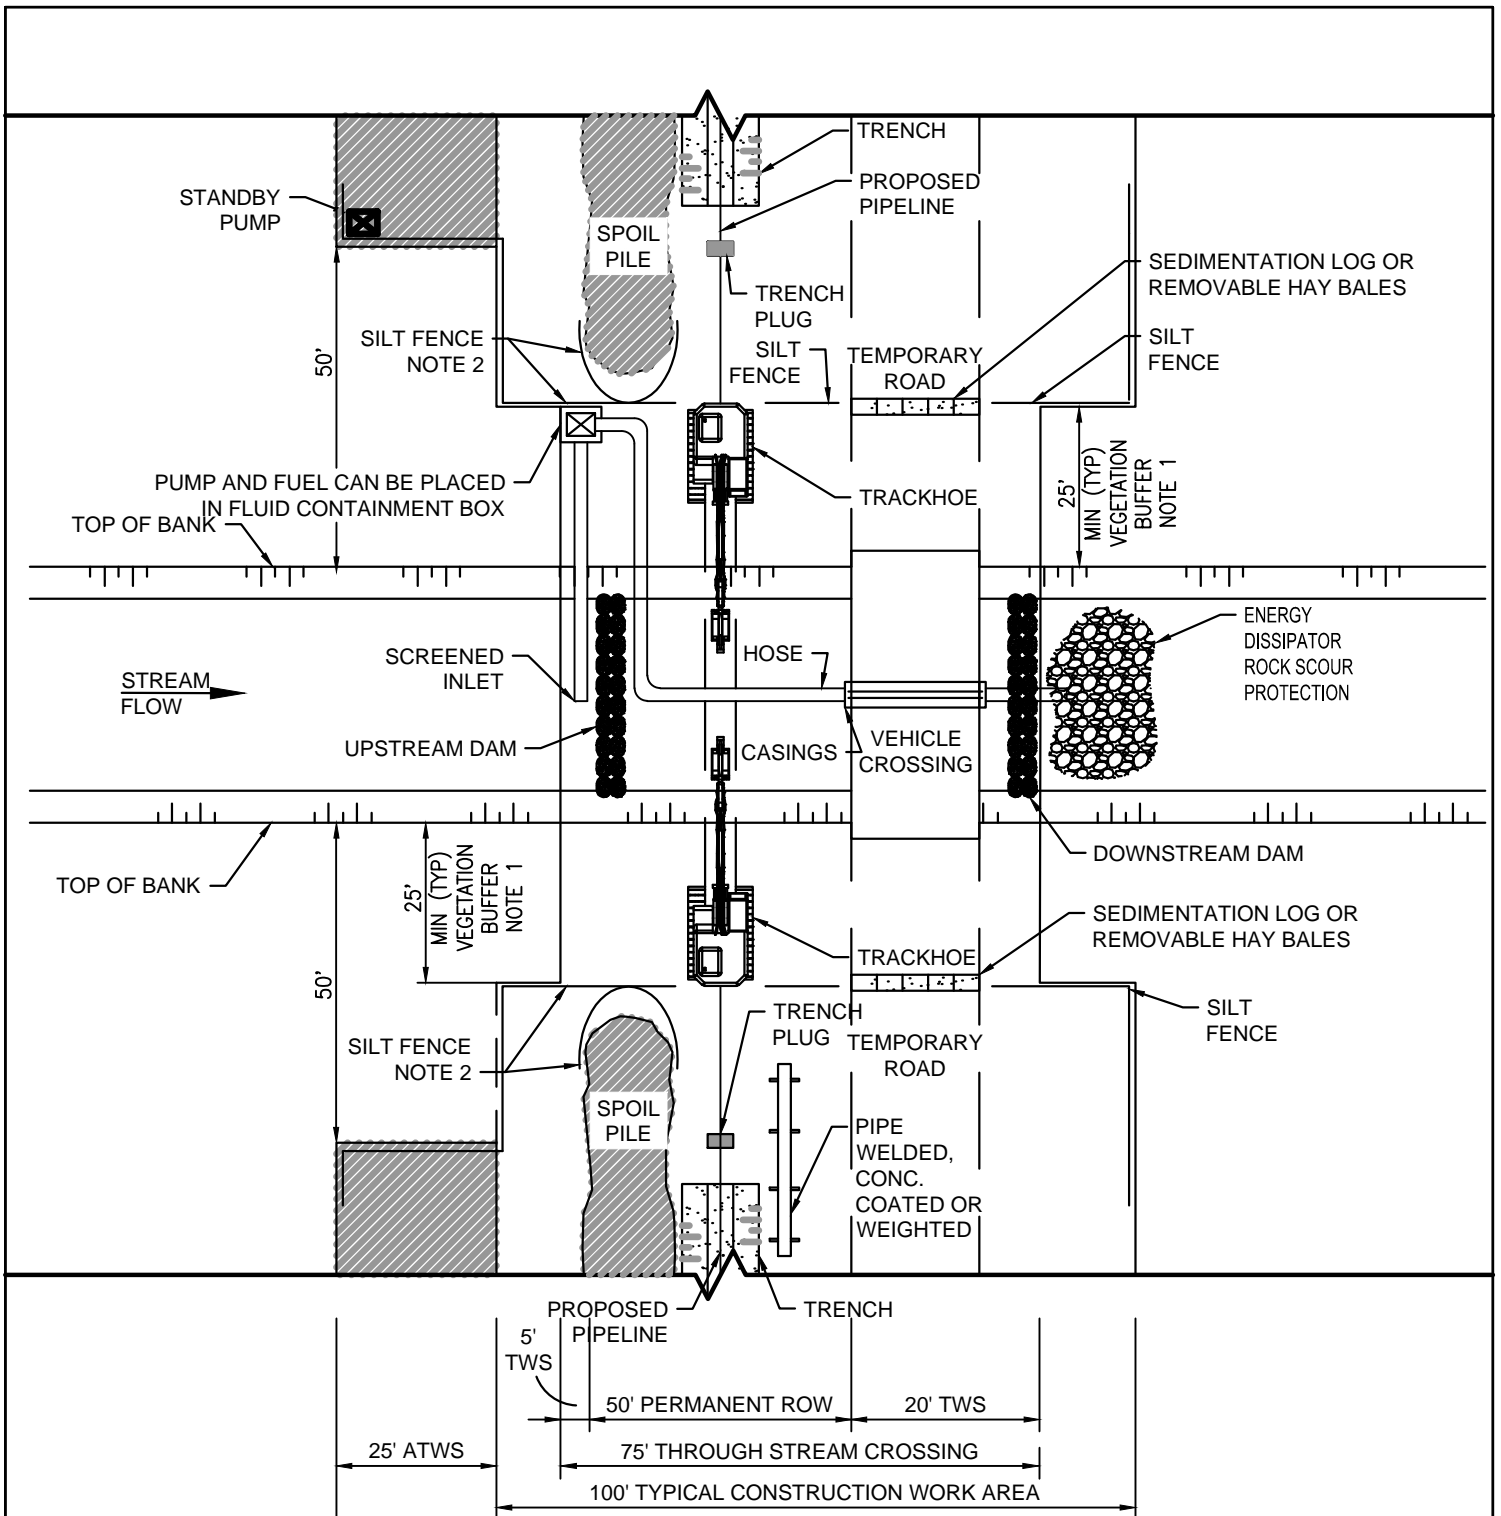 TRENCH
PROPOSED
PIPELINE
STANDBY
PUMP
SPOIL
PILE
SEDIMENTATION LOG OR
REMOVABLE HAY BALES
TRENCH
PLUG
SILT FENCE
NOTE 2
50'
SILT
FENCE
TEMPORARY
ROAD
SILT
FENCE
PUMP AND FUEL CAN BE PLACED
IN FLUID CONTAINMENT BOX
TRACKHOE
25'
MIN (TYP)
VEGETATION
BUFFER
NOTE 1
TOP OF BANK
ENERGY
DISSIPATOR
ROCK SCOUR
PROTECTION
SCREENED
INLET
HOSE
STREAM
FLOW
UPSTREAM DAM
CASINGS
VEHICLE
CROSSING
DOWNSTREAM DAM
TOP OF BANK
25'
MIN (TYP)
VEGETATION
BUFFER
NOTE 1
SEDIMENTATION LOG OR
REMOVABLE HAY BALES
TRACKHOE
50'
TRENCH
PLUG
SILT
FENCE
SILT FENCE
NOTE 2
TEMPORARY
ROAD
SPOIL
PILE
PIPE
WELDED,
CONC.
COATED OR
WEIGHTED
PROPOSED
PIPELINE
TRENCH
5'
TWS
50' PERMANENT ROW
20' TWS
25' ATWS
75' THROUGH STREAM CROSSING
100' TYPICAL CONSTRUCTION WORK AREA